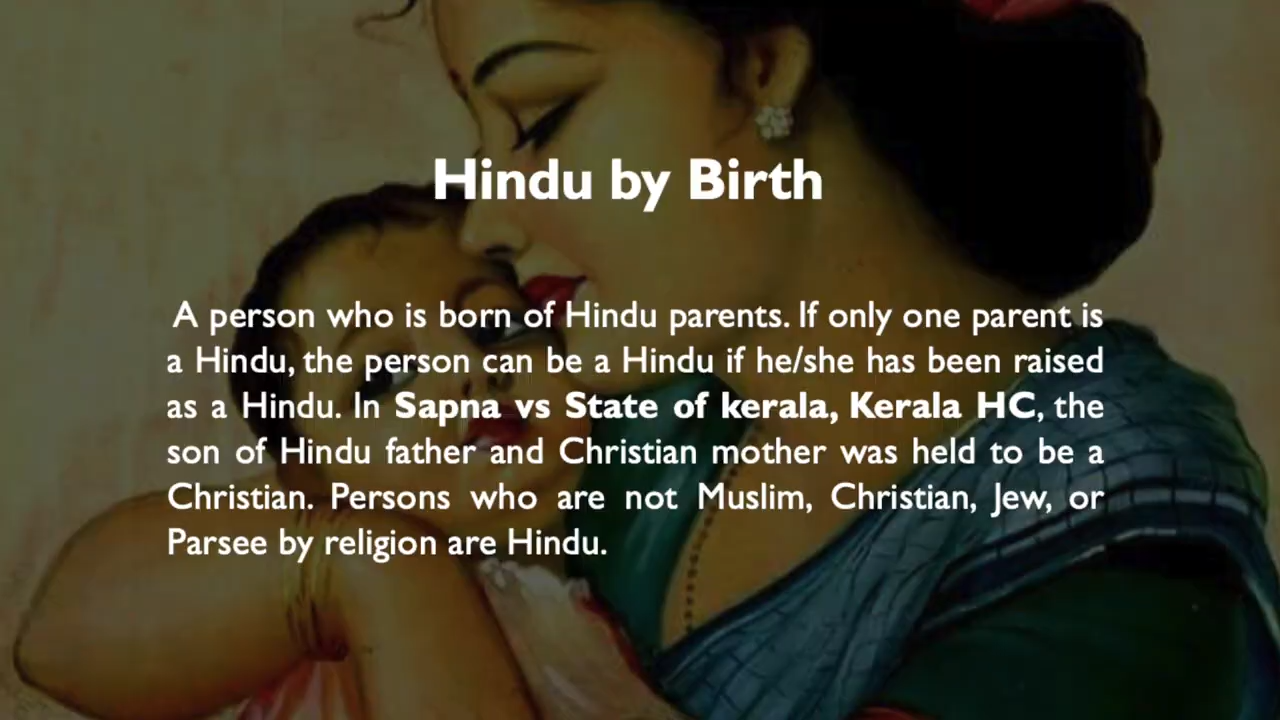 Hindu by Birth
A person who is born of Hindu parents. If only one parent is
a Hindu, the person can be a Hindu if he/she has been raised
as a Hindu. In Sapna vs State of kerala, Kerala HC, the
son of Hindu father and Christian mother was held to be a
Christian. Persons who are not Muslim, Christian, Jew, or
Parsee by religion are Hindu.